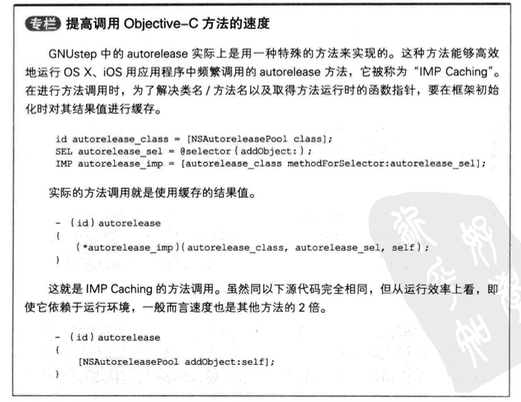 专栏 提高调用 Objective-C 方法的速度
GNUstep 中的 autorelease 实际上是用一种特殊的方法来实现的。这种方法能够高效
地运行 OS X、iOS 用应用程序中频繁调用的 autorelease 方法，它被称为“IMP Caching”。
在进行方法调用时，为了解决类名/方法名以及取得方法运行时的函数指针，要在框架初始
化时对其结果值进行缓存。
id autorelease_class = [NSAutoreleasePool class];
SEL autorelease_sel = @selector(addObject:);
IMP autorelease_imp = [autorelease_class methodForSelector:autorelease_sel];
实际的方法调用就是使用缓存的结果值。
- (id)autorelease
{
(*autorelease_imp)(autorelease_class, autorelease_sel, self);
}
这就是 IMP Caching 的方法调用。虽然同以下源代码完全相同，但从运行效率上看，即
使它依赖于运行环境，一般而言速度也是其他方法的 2 倍。
- (id)autorelease
{
[NSAutoreleasePool addObject:self];
}